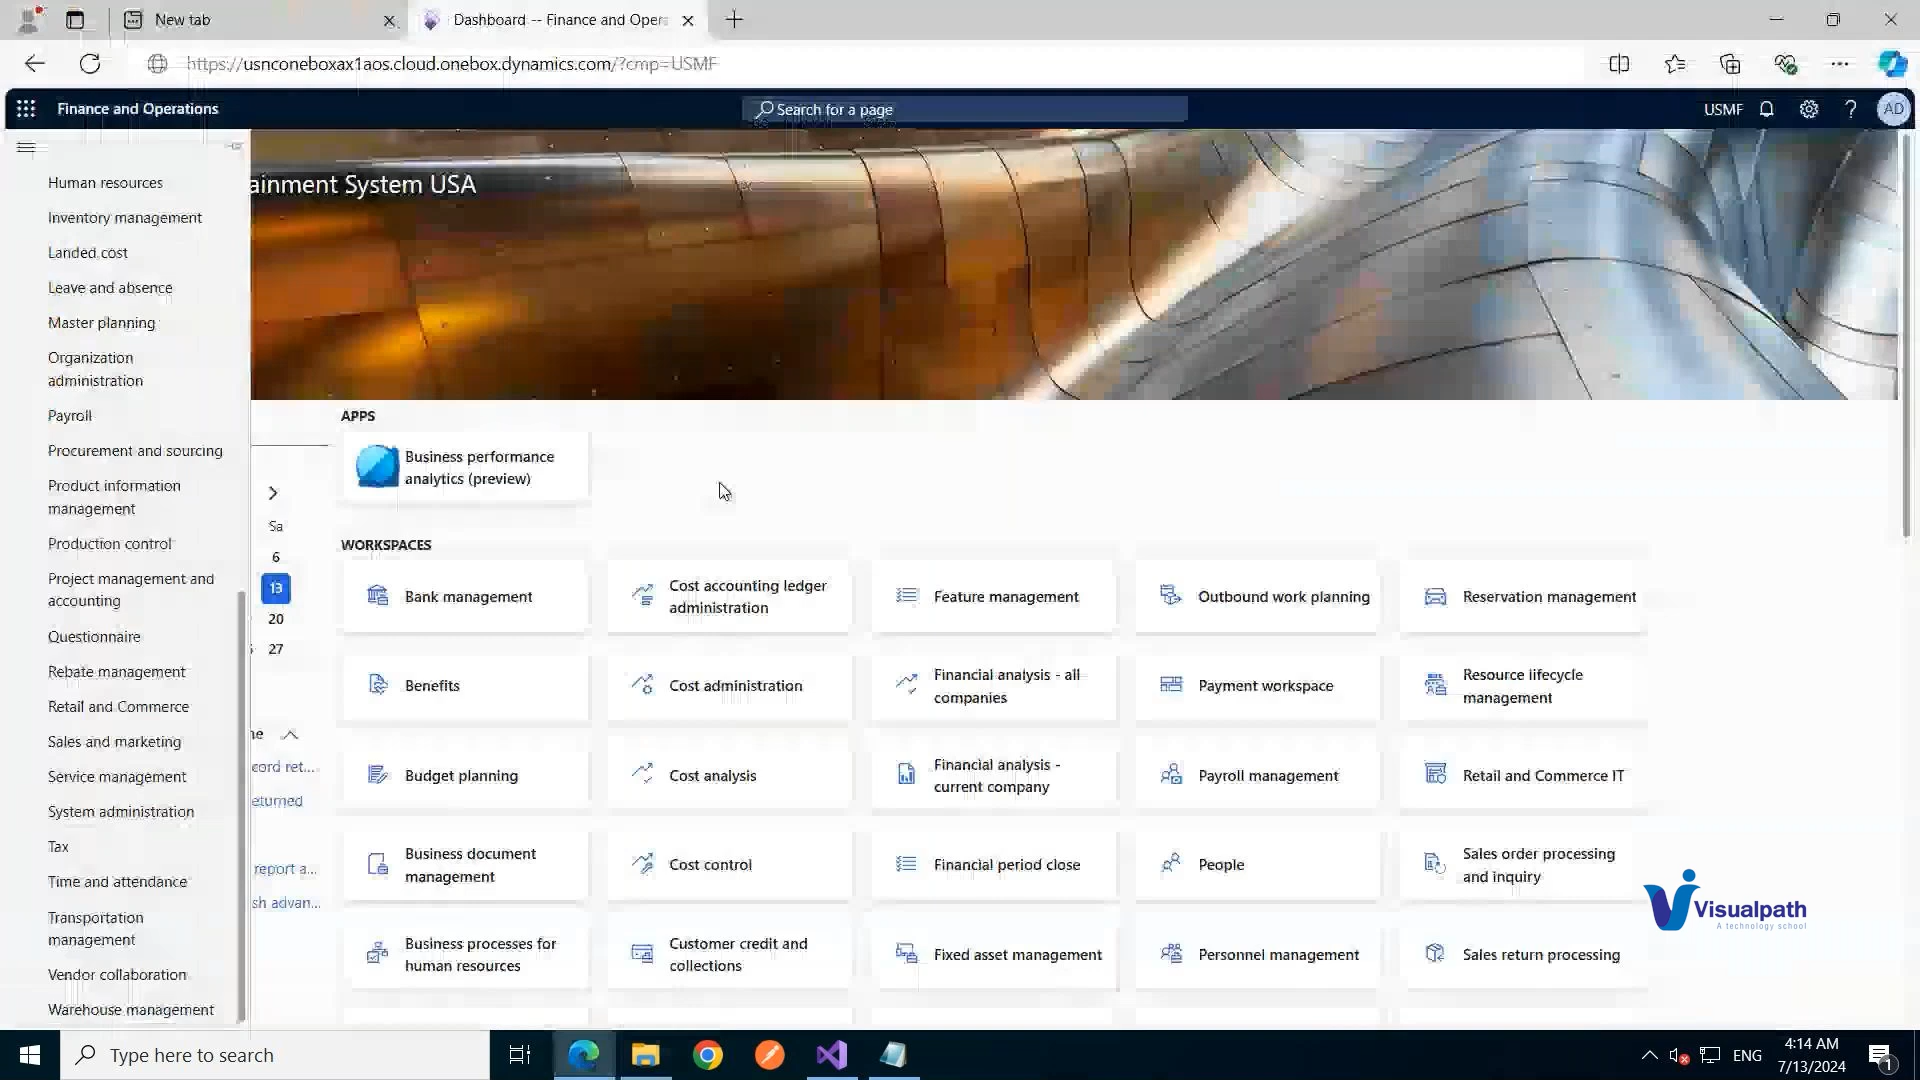 New tab
Dashboard -- Finance and Oper
https://usnconeboxax1aos.cloud.onebox.dynamics.com/?cmp=USMF
Finance and Operations
Search for a page
USMF
AD
ainment System USA
Human resources
Inventory management
Landed cost
Leave and absence
Master planning
Organization
administration
Payroll
Procurement and sourcing
Product information
management
Production control
Project management and
accounting
Questionnaire
Rebate management
Retail and Commerce
Sales and marketing
Service management
System administration
Tax
Time and attendance
Transportation
management
Vendor collaboration
Warehouse management
Sa
6
13
20
27
ne
cord ret...
eturned
report a...
sh advan...
APPS
Business performance
analytics (preview)
WORKSPACES
Bank management
Cost accounting ledger
administration
Feature management
Outbound work planning
Reservation management
Benefits
Cost administration
Financial analysis - all
companies
Payment workspace
Resource lifecycle
management
Budget planning
Cost analysis
Financial analysis -
current company
Payroll management
Retail and Commerce IT
Business document
management
Cost control
Financial period close
People
Sales order processing
and inquiry
Business processes for
human resources
Customer credit and
collections
Fixed asset management
Personnel management
Sales return processing
Visualpath
A technology school
Type here to search
ENG
4:14 AM
7/13/2024
1